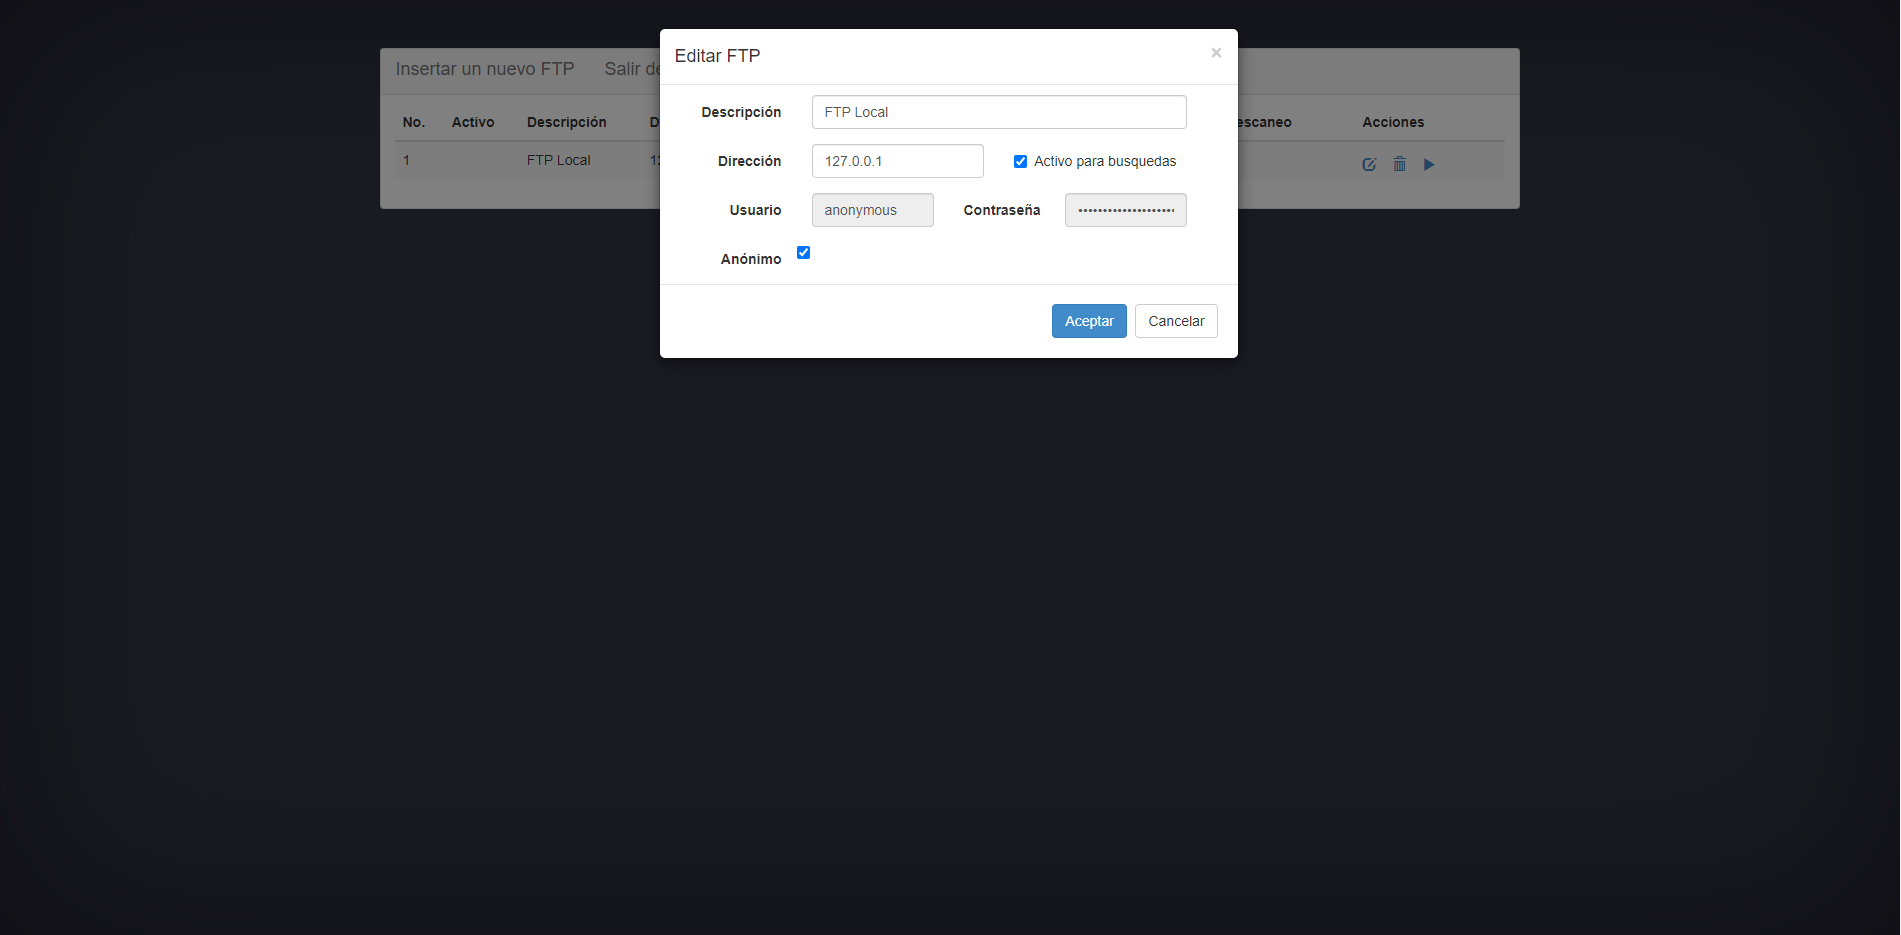 Editar FTP ×
Insertar un nuevo FTP Salir de
Descripción FTP Local
No. Activo Descripción D escaneo Acciones
Dirección 127.0.0.1 Activo para busquedas
1 FTP Local 12
Usuario anonymous Contraseña ••••••••••••••••••••
Anónimo
Aceptar Cancelar